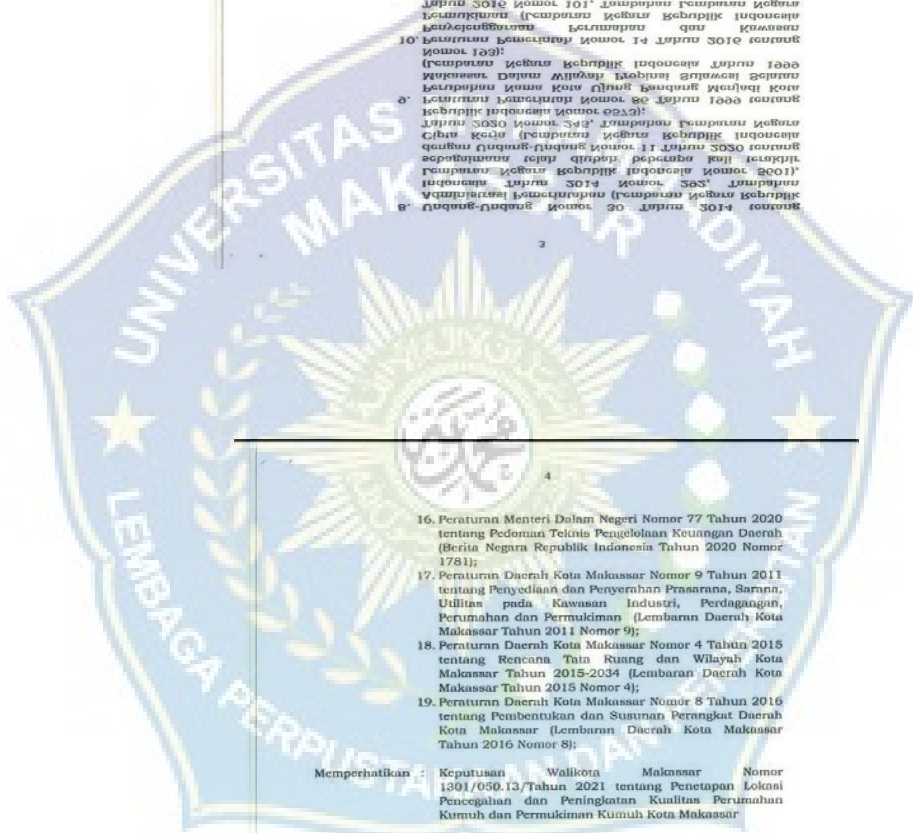 UNIVERSITAS MUHAMMADIYAH
MAKASSAR
3
8. Undang-Undang Nomor 30 Tahun 2014 tentang
Administrasi Pemerintahan (Lembaran Negara Republik
Indonesia Tahun 2014 Nomor 292, Tambahan
Lembaran Negara Republik Indonesia Nomor 5601),
sebagaimana telah diubah beberapa kali terakhir
dengan Undang-Undang Nomor 11 Tahun 2020 tentang
Cipta Kerja (Lembaran Negara Republik Indonesia
Tahun 2020 Nomor 245, Tambahan Lembaran Negara
Republik Indonesia Nomor 6573);
9. Peraturan Pemerintah Nomor 86 Tahun 1999 tentang
Perubahan Nama Kota Ujung Pandang Menjadi Kota
Makassar Dalam Wilayah Propinsi Sulawesi Selatan
(Lembaran Negara Republik Indonesia Tahun 1999
Nomor 193);
10. Peraturan Pemerintah Nomor 14 Tahun 2016 tentang
Penyelenggaraan Perumahan dan Kawasan
Permukiman (Lembaran Negara Republik Indonesia
Tahun 2016 Nomor 101, Tambahan Lembaran Negara
4
16. Peraturan Menteri Dalam Negeri Nomor 77 Tahun 2020
tentang Pedoman Teknis Pengelolaan Keuangan Daerah
(Berita Negara Republik Indonesia Tahun 2020 Nomor
1781);
17. Peraturan Daerah Kota Makassar Nomor 9 Tahun 2011
tentang Penyediaan dan Penyerahan Prasarana, Sarana,
Utilitas pada Kawasan Industri, Perdagangan,
Perumahan dan Permukiman (Lembaran Daerah Kota
Makassar Tahun 2011 Nomor 9);
18. Peraturan Daerah Kota Makassar Nomor 4 Tahun 2015
tentang Rencana Tata Ruang dan Wilayah Kota
Makassar Tahun 2015-2034 (Lembaran Daerah Kota
Makassar Tahun 2015 Nomor 4);
19. Peraturan Daerah Kota Makassar Nomor 8 Tahun 2016
tentang Pembentukan dan Susunan Perangkat Daerah
Kota Makassar (Lembaran Daerah Kota Makassar
Tahun 2016 Nomor 8);
Memperhatikan : Keputusan Walikota Makassar Nomor
1301/050.13/Tahun 2021 tentang Penetapan Lokasi
Pencegahan dan Peningkatan Kualitas Perumahan
Kumuh dan Permukiman Kumuh Kota Makassar
LEMBAGA PERPUSTAKAAN DAN PENERBITAN